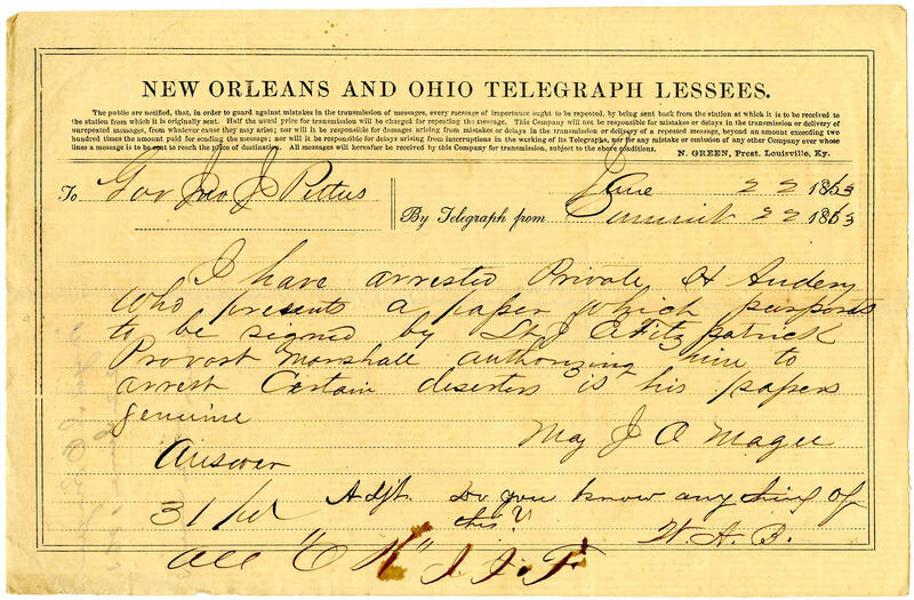 NEW ORLEANS AND OHIO TELEGRAPH LESSEES.
The public are notified, that, in order to guard against mistakes in the transmission of messages, every message of importance ought to be repeated, by being sent back from the station at which it is to be received to
the station from which it is originally sent. Half the usual price for transmission will be charged for repeating the message. This Company will not be responsible for mistakes or delays in the transmission or delivery of
unrepeated messages, from whatever cause they may arise; nor will it be responsible for damages arising from mistakes or delays in the transmission or delivery of a repeated message, beyond an amount exceeding two
hundred times the amount paid for sending the message; nor will it be responsible for delays arising from interruptions in the working of its Telegraphs, nor for any mistake or omission of any other Company over whose
lines a message is to be sent to reach the place of destination. All messages will hereafter be received by this Company for transmission, subject to the above conditions.
N. GREEN, Prest. Louisville, Ky.
To Gov Jno J Pettus
June 22 1863
By Telegraph from Summit 22 1863
I have arrested Private H
who presents a paper which purports
to be signed by Lt J A Fitzpatrick
Provost Marshall authorizing him to
arrest Certain deserters is his papers
genuine
Maj J O Magee
Answer
31/
Adjt. Do you know any thing of
this?
W. A. B.
All "O K" J. J. F.